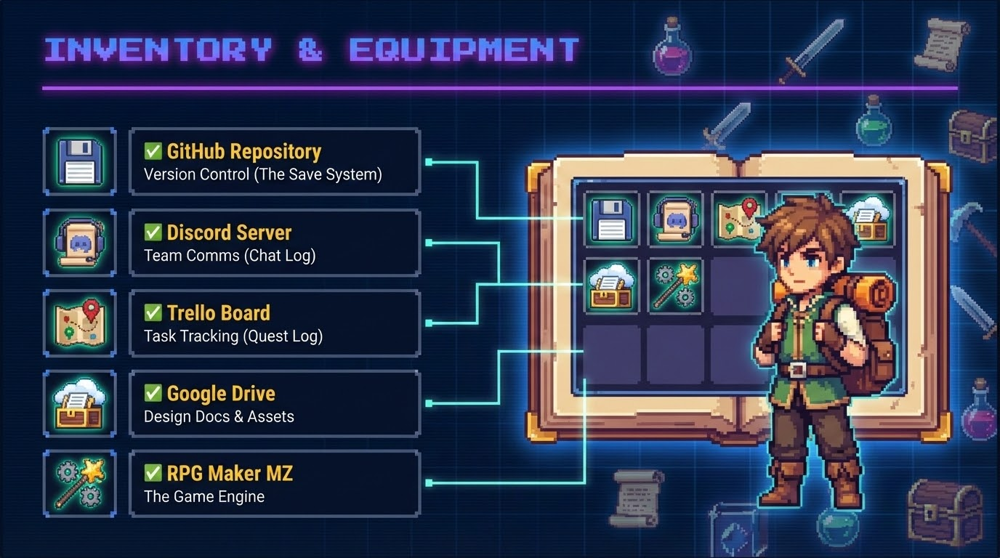 INVENTORY & EQUIPMENT
✅ GitHub Repository
Version Control (The Save System)
✅ Discord Server
Team Comms (Chat Log)
✅ Trello Board
Task Tracking (Quest Log)
✅ Google Drive
Design Docs & Assets
✅ RPG Maker MZ
The Game Engine